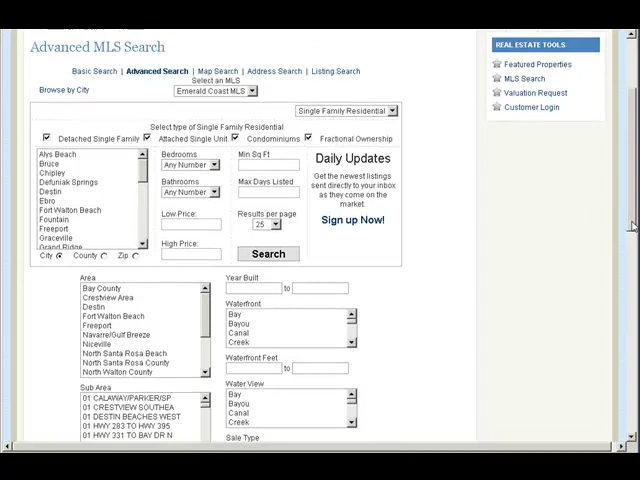 Advanced MLS Search
Basic Search | Advanced Search | Map Search | Address Search | Listing Search
Select an MLS
Browse by City
Emerald Coast MLS
Single Family Residential
Select type of Single Family Residential
Detached Single Family
Attached Single Unit
Condominiums
Fractional Ownership
Alys Beach
Bruce
Chipley
Defuniak Springs
Destin
Ebro
Fort Walton Beach
Fountain
Freeport
Graceville
Grand Ridge
City
County
Zip
Bedrooms
Any Number
Bathrooms
Any Number
Low Price:
High Price:
Min Sq Ft
Max Days Listed
Results per page
25
Search
Daily Updates
Get the newest listings
sent directly to your inbox
as they come on the
market.
Sign up Now!
Area
Bay County
Crestview Area
Destin
Fort Walton Beach
Freeport
Navarre/Gulf Breeze
Niceville
North Santa Rosa Beach
North Santa Rosa County
North Walton County
Sub Area
01 CALAWAY/PARKER/SP
01 CRESTVIEW SOUTHEA
01 DESTIN BEACHES WEST
01 HWY 283 TO HWY 395
01 HWY 331 TO BAY DR N
Year Built
to
Waterfront
Bay
Bayou
Canal
Creek
Waterfront Feet
to
Water View
Bay
Bayou
Canal
Creek
Sale Type
REAL ESTATE TOOLS
Featured Properties
MLS Search
Valuation Request
Customer Login